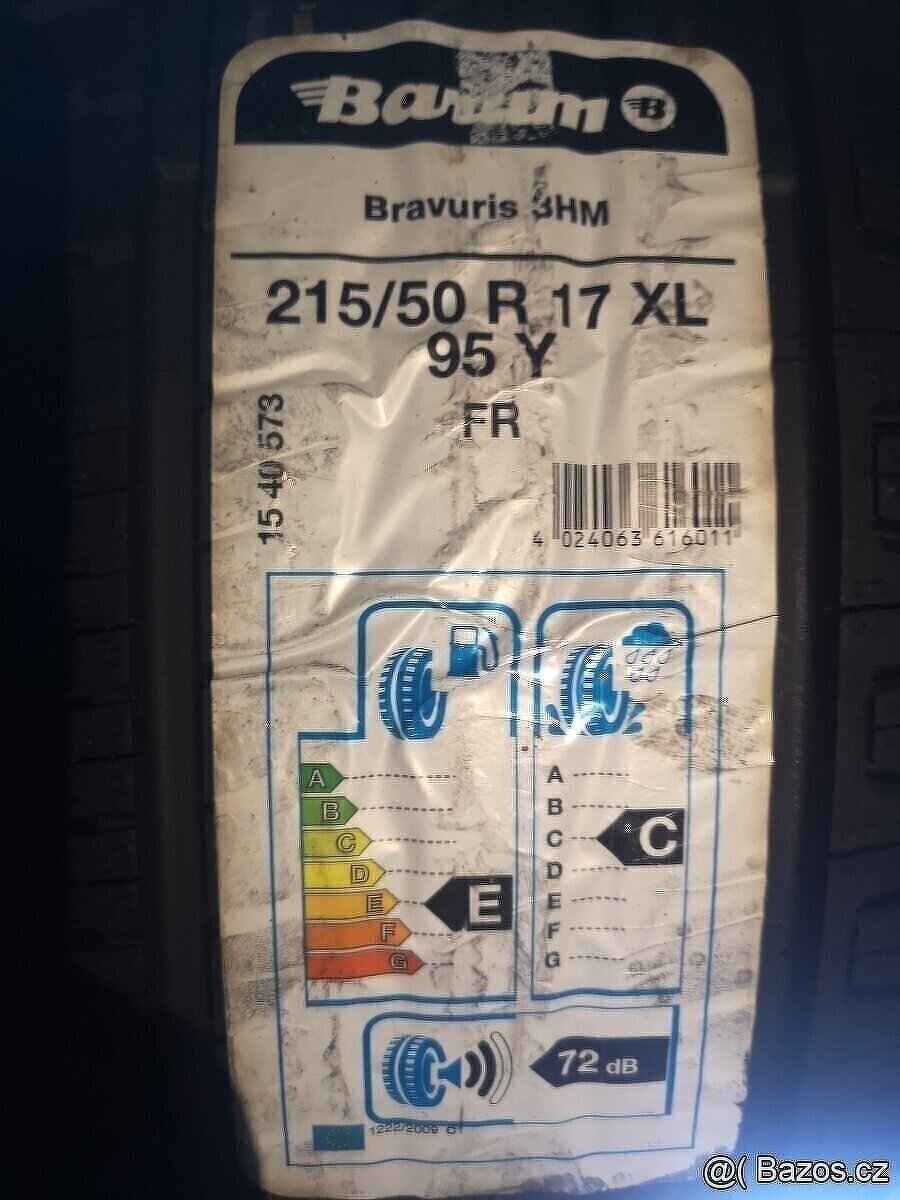 Barum B
Bravuris 3HM
215/50 R 17 XL
95 Y
FR
15 40 573
4 024063 616011
A
B
C
D
E
F
G
E
A
B
C
D
E
F
G
C
72 dB
1222/2009 C1
@( Bazos.cz